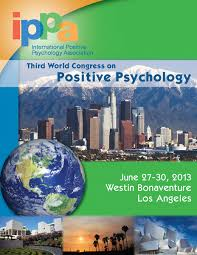 ippa
International Positive
Psychology Association
Third World Congress on
Positive Psychology
June 27-30, 2013
Westin Bonaventure
Los Angeles